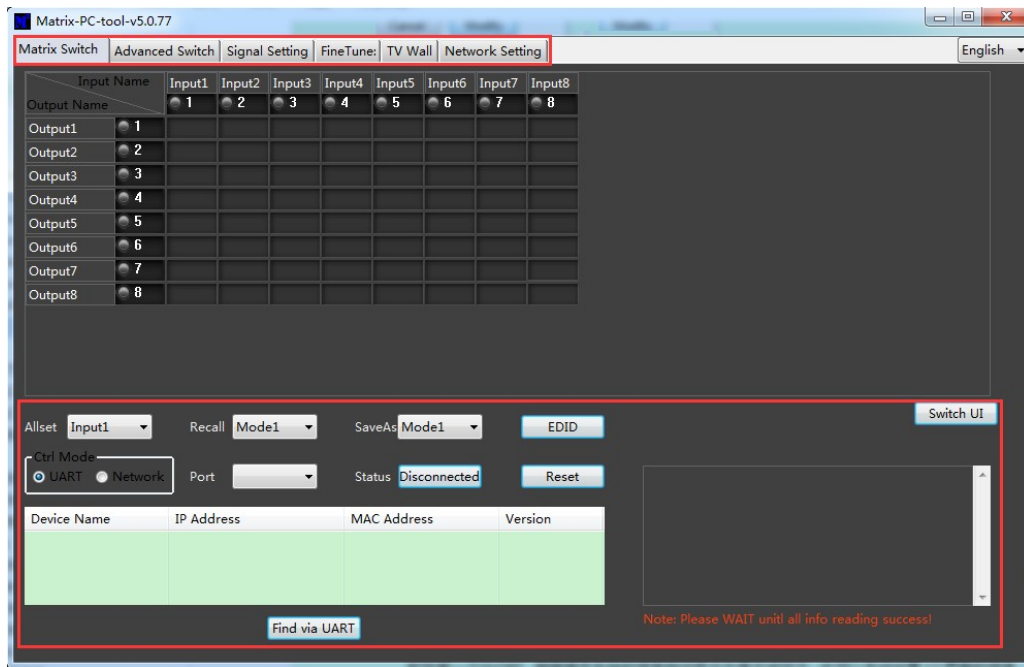 Matrix-PC-tool-v5.0.77
Matrix Switch Advanced Switch Signal Setting FineTune: TV Wall Network Setting English
Input Name Input1 Input2 Input3 Input4 Input5 Input6 Input7 Input8
Output Name 1 2 3 4 5 6 7 8
Output1 1
Output2 2
Output3 3
Output4 4
Output5 5
Output6 6
Output7 7
Output8 8
Switch UI
Allset Input1 Recall Mode1 SaveAs Mode1 EDID
Ctrl Mode
UART Network Port Status Disconnected Reset
Device Name IP Address MAC Address Version
Find via UART
Note: Please WAIT unitl all info reading success!